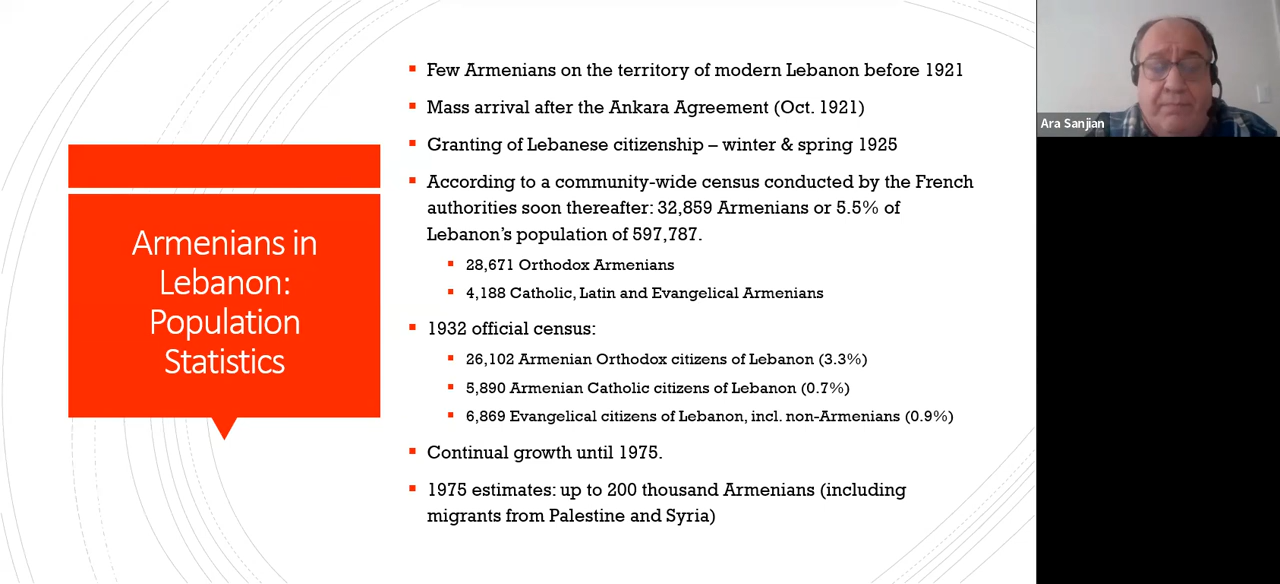 Armenians in
Lebanon:
Population
Statistics
Few Armenians on the territory of modern Lebanon before 1921
Mass arrival after the Ankara Agreement (Oct. 1921)
Granting of Lebanese citizenship – winter & spring 1925
According to a community-wide census conducted by the French
authorities soon thereafter: 32,859 Armenians or 5.5% of
Lebanon's population of 597,787.
28,671 Orthodox Armenians
4,188 Catholic, Latin and Evangelical Armenians
1932 official census:
26,102 Armenian Orthodox citizens of Lebanon (3.3%)
5,890 Armenian Catholic citizens of Lebanon (0.7%)
6,869 Evangelical citizens of Lebanon, incl. non-Armenians (0.9%)
Continual growth until 1975.
1975 estimates: up to 200 thousand Armenians (including
migrants from Palestine and Syria)
Ara Sanjian